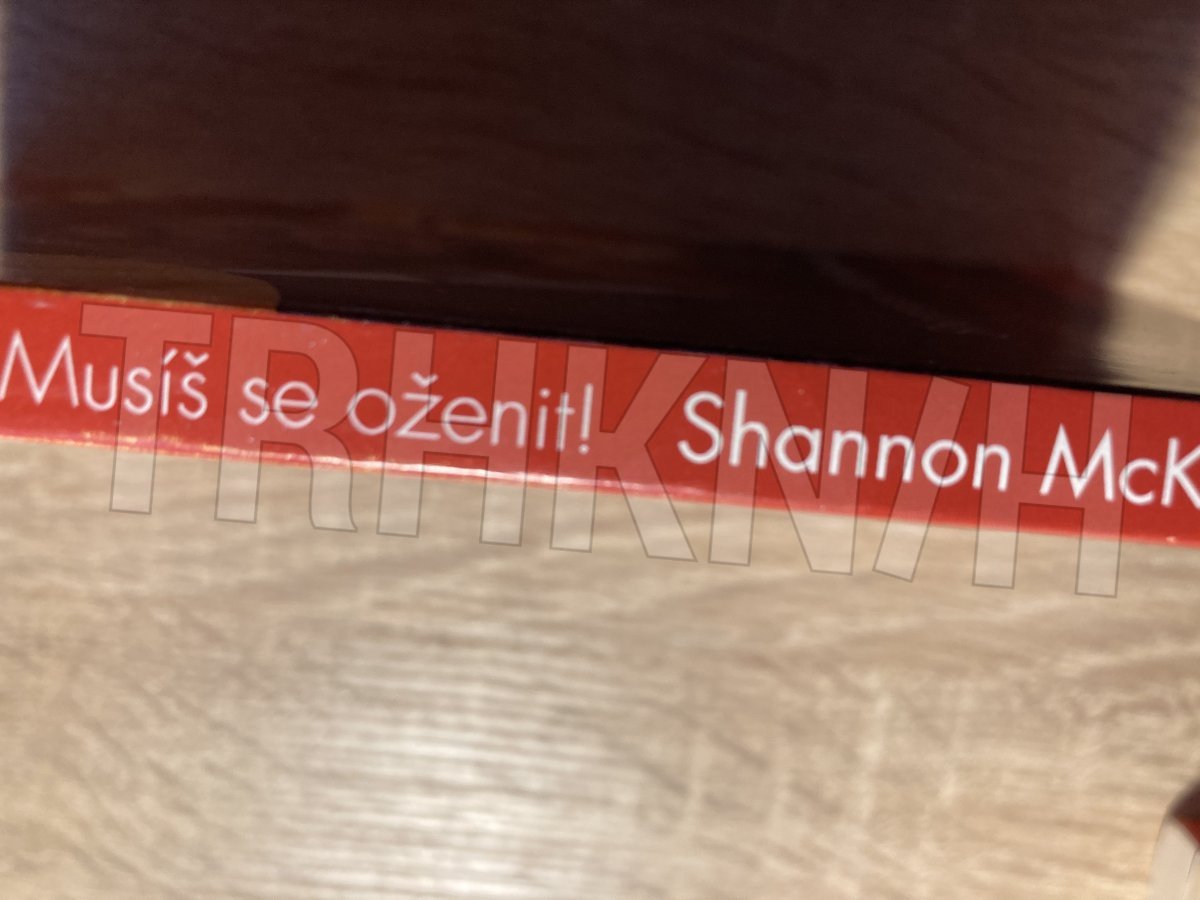 Musíš se oženit! Shannon McK
TRHKNIH